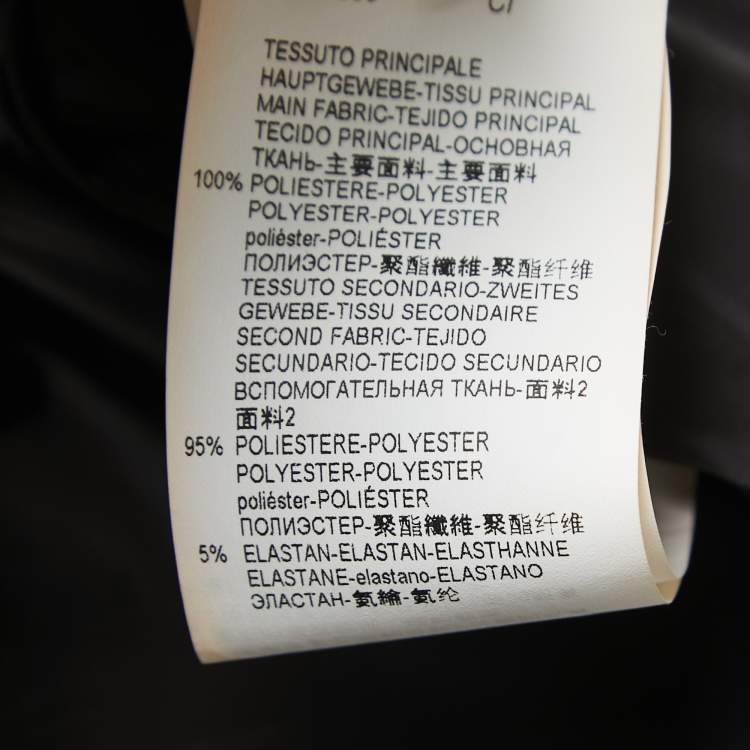 CI
TESSUTO PRINCIPALE
HAUPTGEWEBE-TISSU PRINCIPAL
MAIN FABRIC-TEJIDO PRINCIPAL
TECIDO PRINCIPAL-ОСНОВНАЯ
ТКАНЬ-主要面料-主要面料
100% POLIESTERE-POLYESTER
POLYESTER-POLYESTER
poliéster-POLIÉSTER
ПОЛИЭСТЕР-聚酯纖維-聚酯纤维
TESSUTO SECONDARIO-ZWEITES
GEWEBE-TISSU SECONDAIRE
SECOND FABRIC-TEJIDO
SECUNDARIO-TECIDO SECUNDARIO
ВСПОМОГАТЕЛЬНАЯ ТКАНЬ-面料2
面料2
95% POLIESTERE-POLYESTER
POLYESTER-POLYESTER
poliéster-POLIÉSTER
ПОЛИЭСТЕР-聚酯纖維-聚酯纤维
5% ELASTAN-ELASTAN-ELASTHANNE
ELASTANE-elastano-ELASTANO
ЭЛАСТАН-氨綸-氨纶